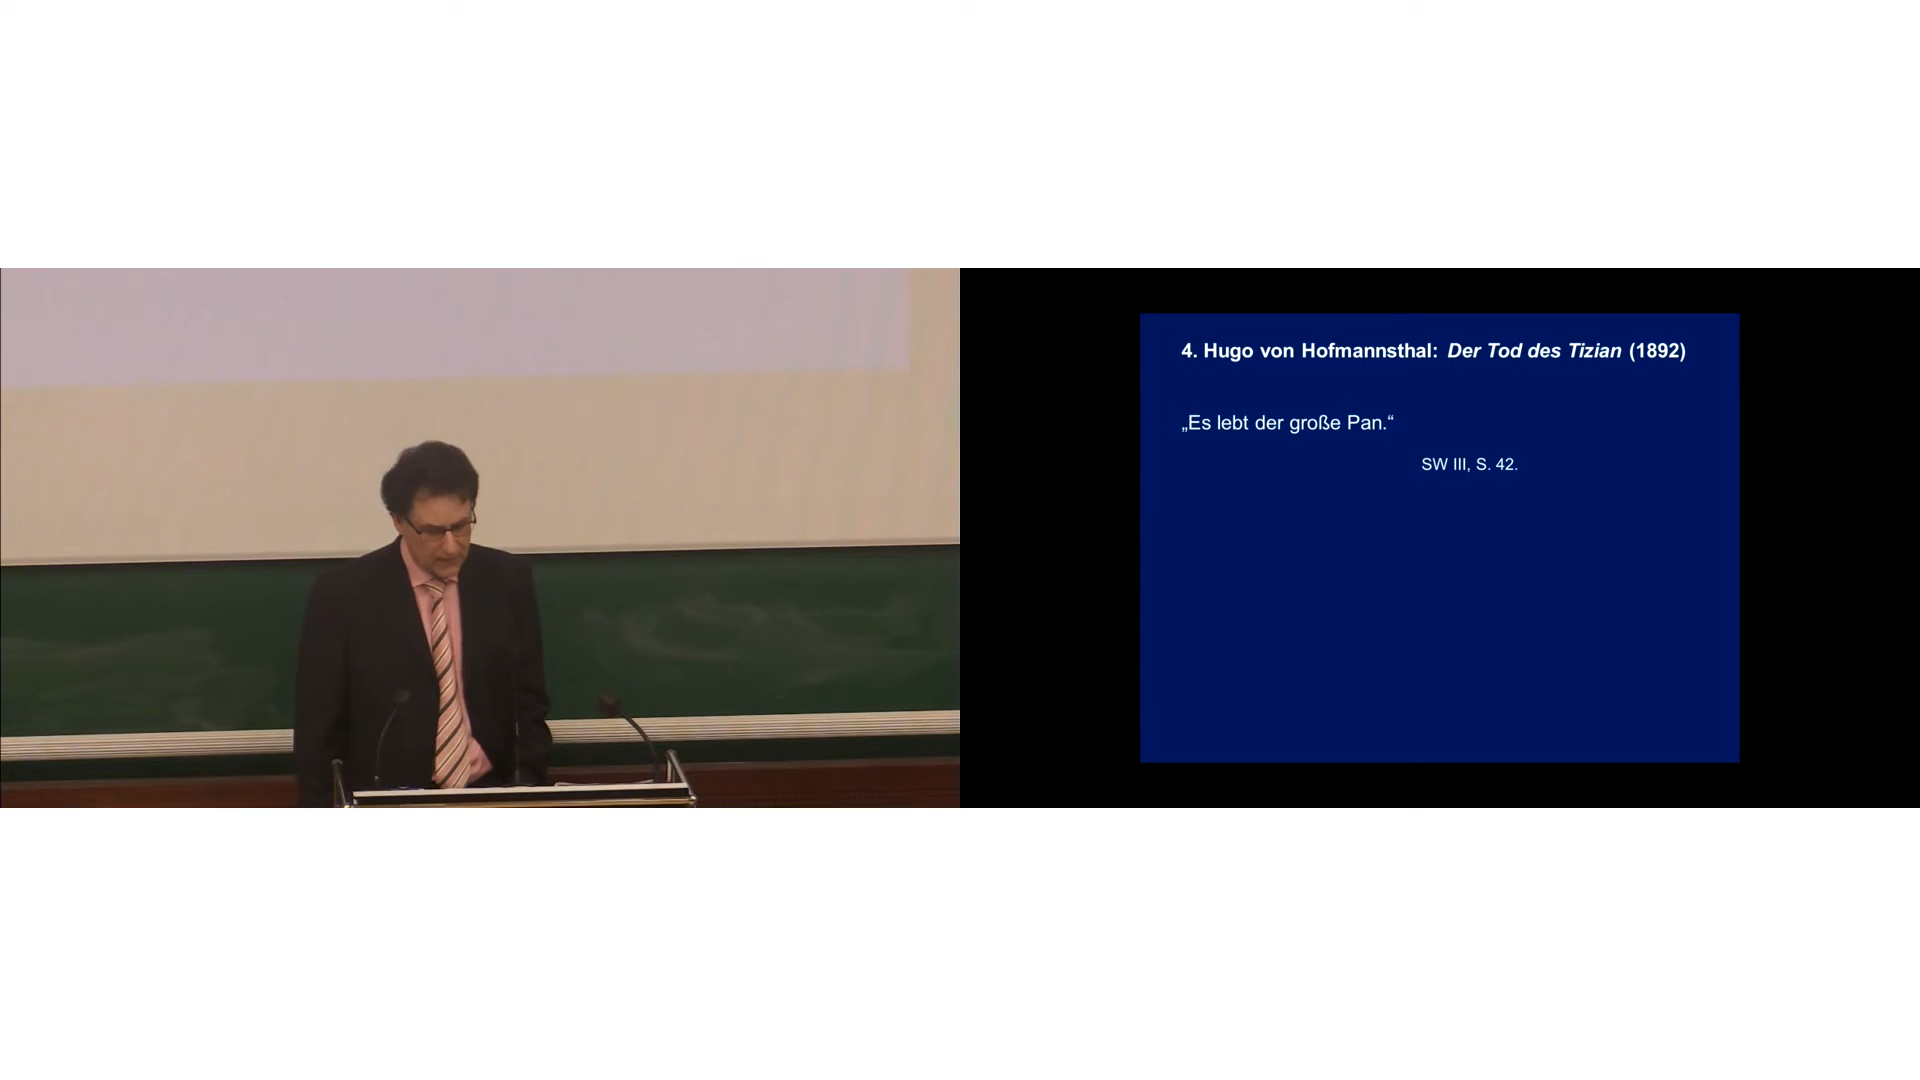 4. Hugo von Hofmannsthal: Der Tod des Tizian (1892)
„Es lebt der große Pan.“
SW III, S. 42.